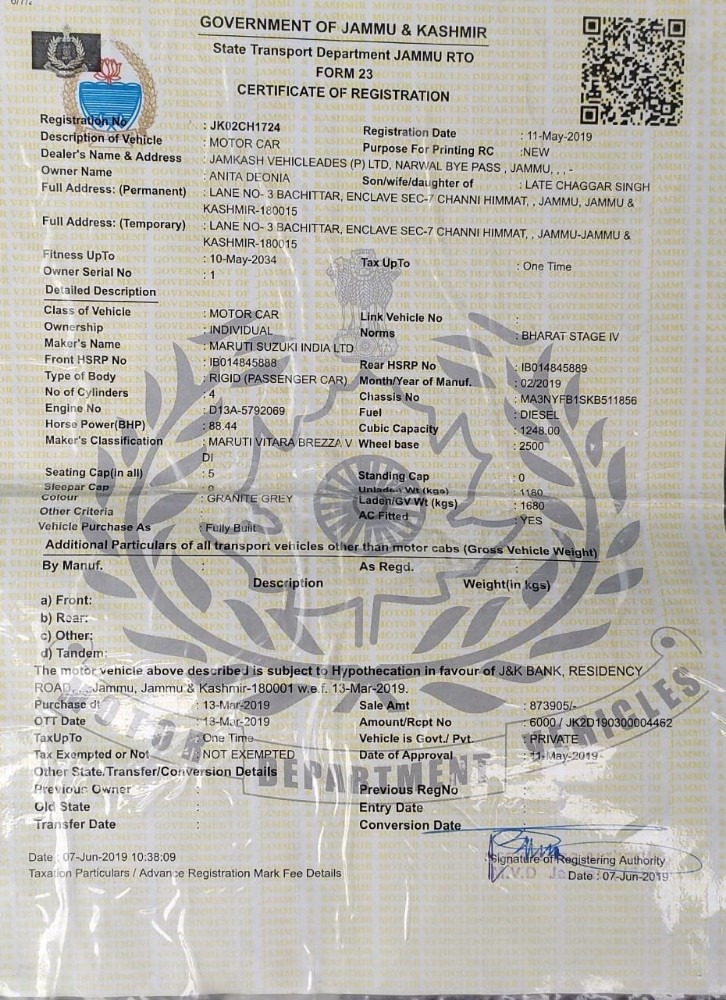 GOVERNMENT OF JAMMU & KASHMIR
State Transport Department JAMMU RTO
FORM 23
CERTIFICATE OF REGISTRATION
Registration No : JK02CH1724 Registration Date : 11-May-2019
Description of Vehicle : MOTOR CAR Purpose For Printing RC :NEW
Dealer's Name & Address : JAMKASH VEHICLEADES (P) LTD, NARWAL BYE PASS , JAMMU, , , -
Owner Name : ANITA DEONIA Son/wife/daughter of : LATE CHAGGAR SINGH
Full Address: (Permanent) : LANE NO- 3 BACHITTAR, ENCLAVE SEC-7 CHANNI HIMMAT, , JAMMU, JAMMU &
KASHMIR-180015
Full Address: (Temporary) : LANE NO- 3 BACHITTAR, ENCLAVE SEC-7 CHANNI HIMMAT, , JAMMU-JAMMU &
KASHMIR-180015
Fitness UpTo : 10-May-2034 Tax UpTo : One Time
Owner Serial No : 1
Detailed Description
Class of Vehicle : MOTOR CAR Link Vehicle No :
Ownership : INDIVIDUAL Norms : BHARAT STAGE IV
Maker's Name : MARUTI SUZUKI INDIA LTD
Front HSRP No : IB014845888 Rear HSRP No : IB014845889
Type of Body : RIGID (PASSENGER CAR) Month/Year of Manuf. : 02/2019
No of Cylinders : 4 Chassis No : MA3NYFB1SKB511856
Engine No : D13A-5792069 Fuel : DIESEL
Horse Power(BHP) : 88.44 Cubic Capacity : 1248.00
Maker's Classification : MARUTI VITARA BREZZA V Wheel base : 2500
DI
Seating Cap(in all) : 5 Standing Cap : 0
Sleepar Cap : 0 Unladen Wt (kgs) : 1180
Colour : GRANITE GREY Laden/GV Wt (kgs) : 1680
Other Criteria : AC Fitted : YES
Vehicle Purchase As : Fully Built
Additional Particulars of all transport vehicles other than motor cabs (Gross Vehicle Weight)
By Manuf. : As Regd. :
Description Weight(in kgs)
a) Front:
b) Rear:
c) Other:
d) Tandem:
The motor vehicle above described is subject to Hypothecation in favour of J&K BANK, RESIDENCY
ROAD, , Jammu, Jammu & Kashmir-180001 w.e.f. 13-Mar-2019.
Purchase dt : 13-Mar-2019 Sale Amt : 873905/-
OTT Date : 13-Mar-2019 Amount/Rcpt No : 6000 / JK2D190300004462
TaxUpTo : One Time Vehicle is Govt./ Pvt. : PRIVATE
Tax Exempted or Not : NOT EXEMPTED Date of Approval : 11-May-2019
Other State/Transfer/Conversion Details
Previous Owner : Previous RegNo :
Old State : Entry Date :
Transfer Date : Conversion Date :
Date : 07-Jun-2019 10:38:09 Signature of Registering Authority
Taxation Particulars / Advance Registration Mark Fee Details Date : 07-Jun-2019
MOTOR VEHICLES DEPARTMENT